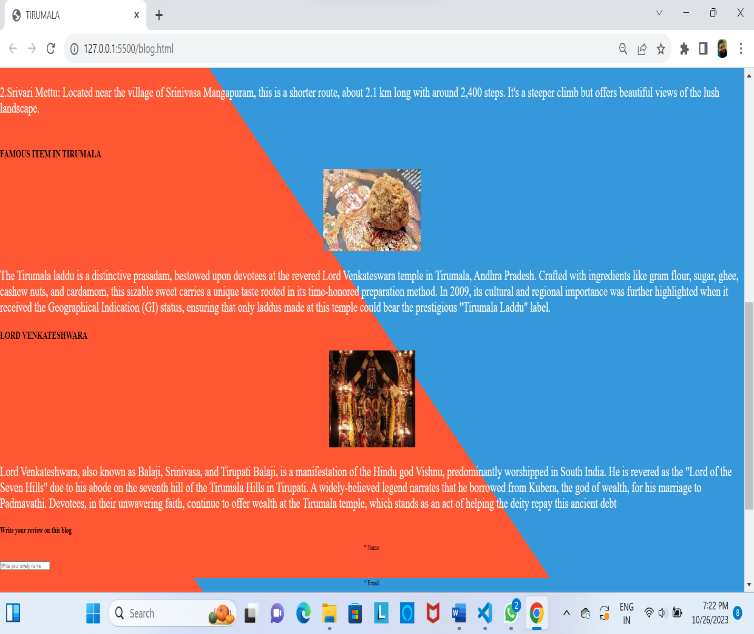 TIRUMALA
127.0.0.1:5500/blog.html
2.Srivari Mettu: Located near the village of Srinivasa Mangapuram, this is a shorter route, about 2.1 km long with around 2,400 steps. It's a steeper climb but offers beautiful views of the lush
landscape.
FAMOUS ITEM IN TIRUMALA
The Tirumala laddu is a distinctive prasadam, bestowed upon devotees at the revered Lord Venkateswara temple in Tirumala, Andhra Pradesh. Crafted with ingredients like gram flour, sugar, ghee,
cashew nuts, and cardamom, this sizable sweet carries a unique taste rooted in its time-honored preparation method. In 2009, its cultural and regional importance was further highlighted when it
received the Geographical Indication (GI) status, ensuring that only laddus made at this temple could bear the prestigious "Tirumala Laddu" label.
LORD VENKATESHWARA
Lord Venkateshwara, also known as Balaji, Srinivasa, and Tirupati Balaji, is a manifestation of the Hindu god Vishnu, predominantly worshipped in South India. He is revered as the "Lord of the
Seven Hills" due to his abode on the seventh hill of the Tirumala Hills in Tirupati. A widely-believed legend narrates that he borrowed from Kubera, the god of wealth, for his marriage to
Padmavathi. Devotees, in their unwavering faith, continue to offer wealth at the Tirumala temple, which stands as an act of helping the deity repay this ancient debt
Write your review on this blog
* Name
Write your lovely name
* Email
Search
2
ENG
IN
7:22 PM
10/26/2023
8